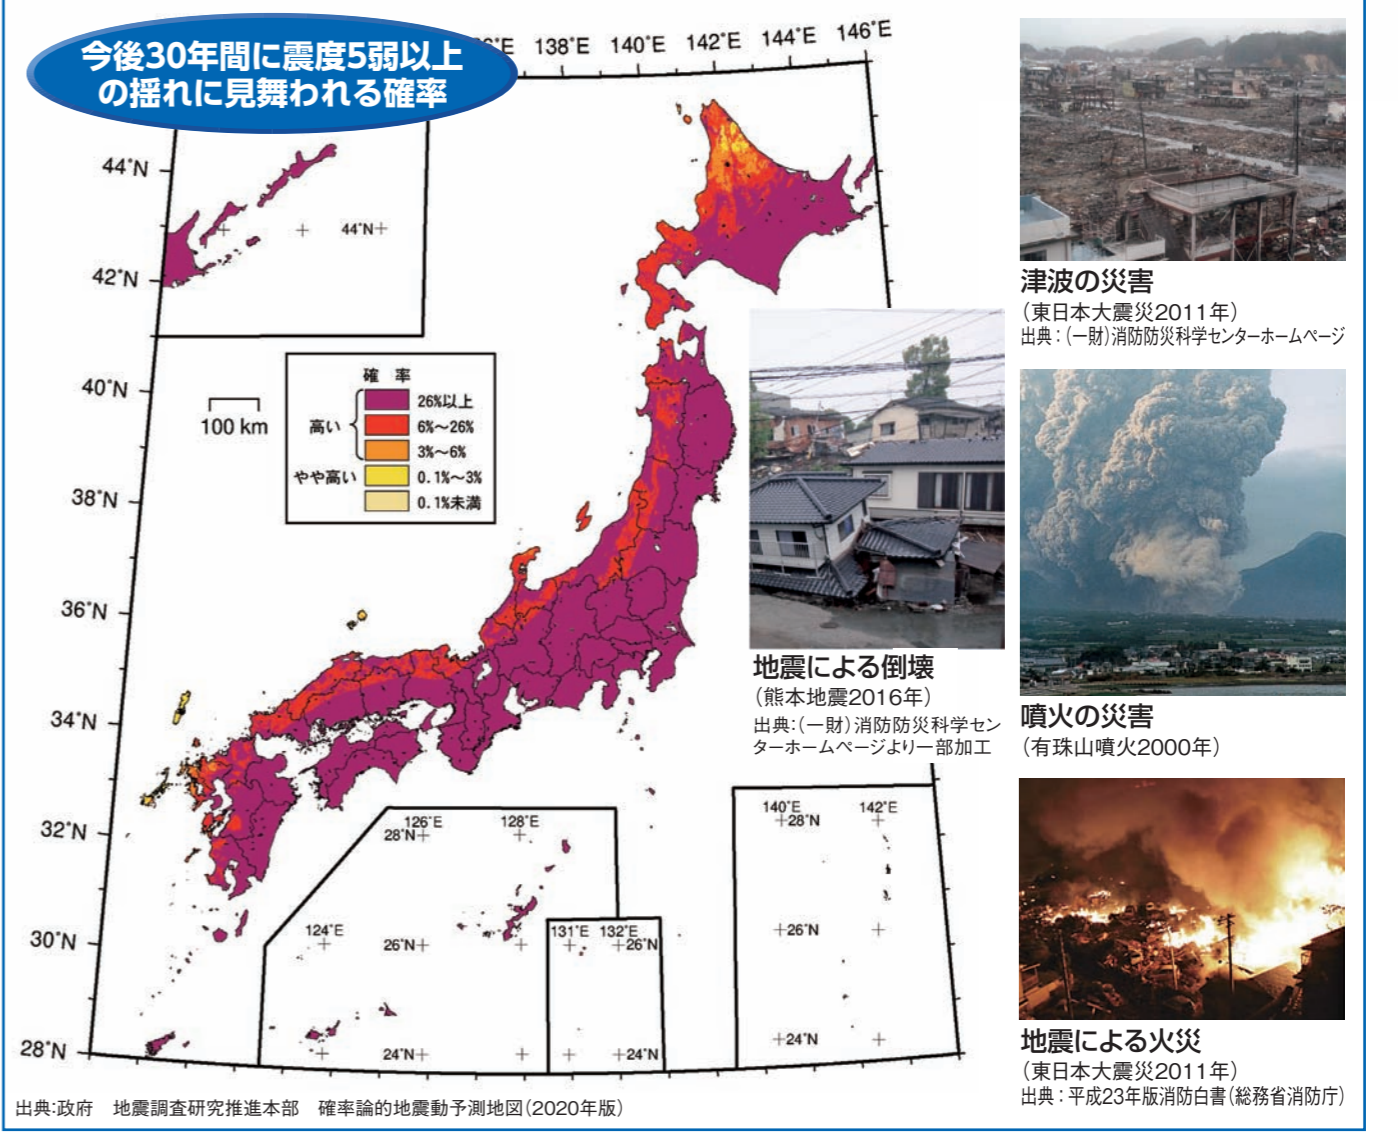 今後30年間に震度5弱以上
の揺れに見舞われる確率
138°E 140°E 142°E 144°E 146°E
44°N
44°N
42°N
40°N
38°N
36°N
34°N
32°N
30°N
28°N
100 km
確 率
高い
26%以上
6%～26%
3%～6%
やや高い
0.1%～3%
0.1%未満
126°E 128°E
28°N
124°E
26°N
24°N
131°E 132°E
26°N
24°N
140°E 142°E
28°N
26°N
24°N
津波の災害
（東日本大震災2011年）
出典：（一財）消防防災科学センターホームページ
地震による倒壊
（熊本地震2016年）
出典：（一財）消防防災科学セン
ターホームページより一部加工
噴火の災害
（有珠山噴火2000年）
地震による火災
（東日本大震災2011年）
出典：平成23年版消防白書（総務省消防庁）
出典:政府　地震調査研究推進本部　確率論的地震動予測地図（2020年版）